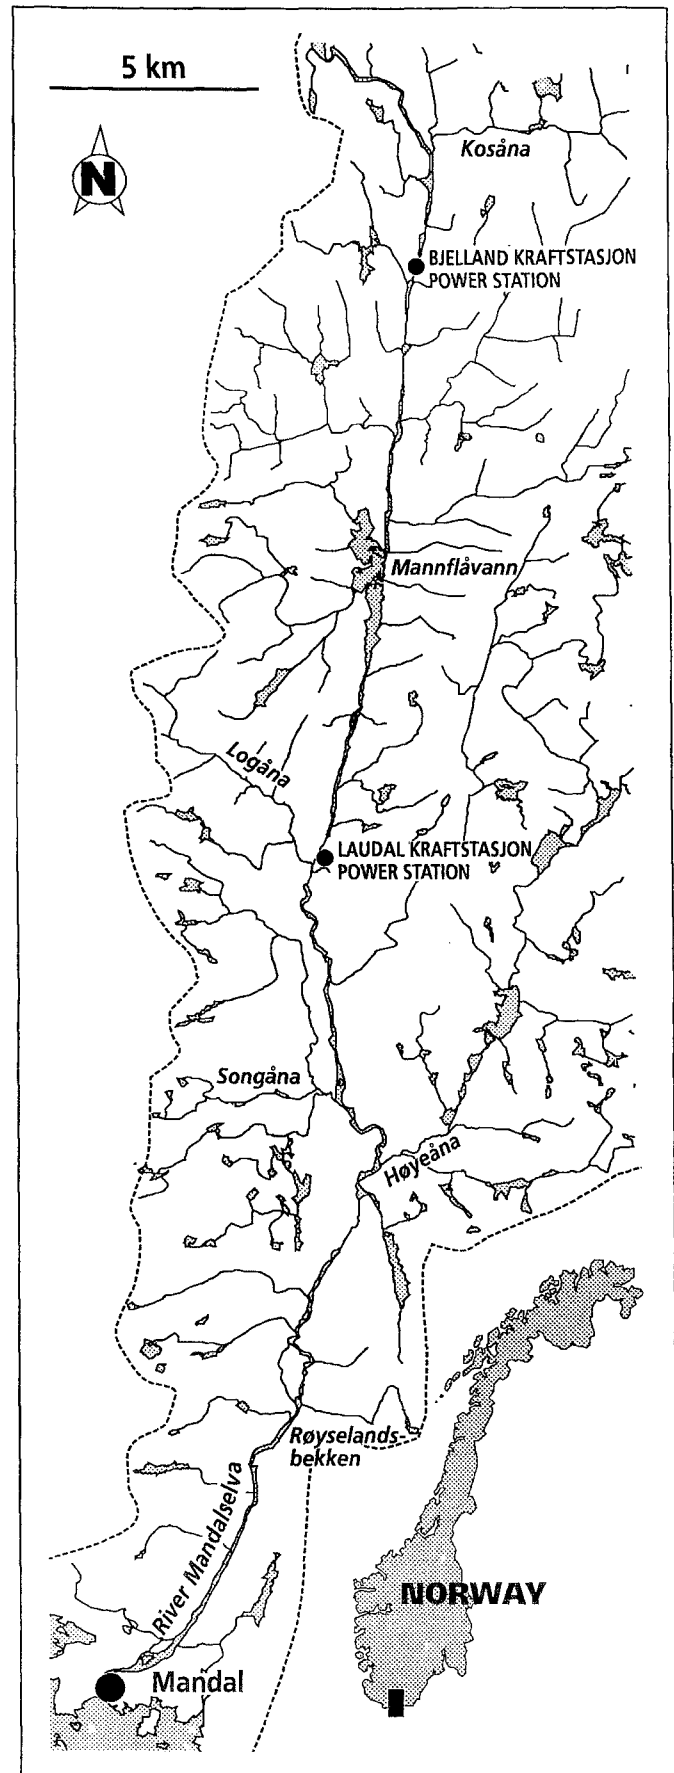 5 km
N
Kosåna
BJELLAND KRAFTSTASJON
POWER STATION
Mannflåvann
Logåna
LAUDAL KRAFTSTASJON
POWER STATION
Songåna
Høyeåna
Røyselands-
bekken
River Mandalselva
NORWAY
Mandal